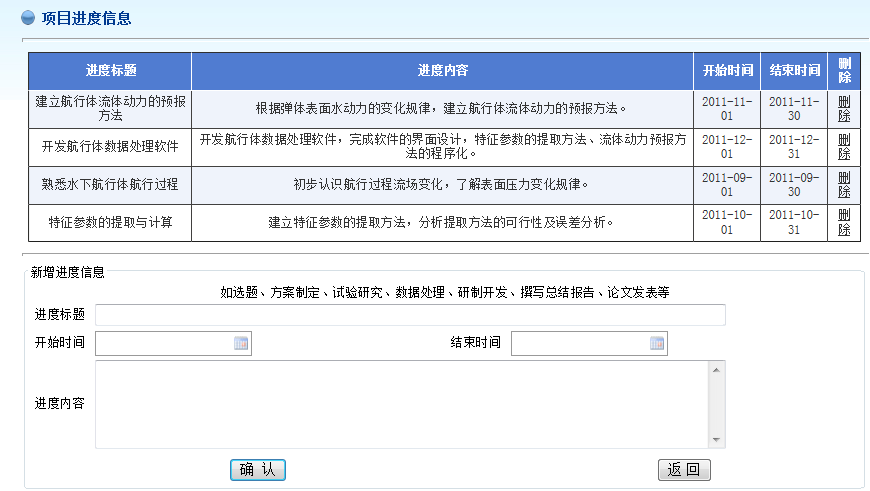 项目进度信息
进度标题 进度内容 开始时间 结束时间 删
除
建立航行体流体动力的预报
方法
根据弹体表面水动力的变化规律，建立航行体流体动力的预报方法。
2011-11-
01
2011-11-
30
删
除
开发航行体数据处理软件
开发航行体数据处理软件，完成软件的界面设计，特征参数的提取方法、流体动力预报方
法的程序化。
2011-12-
01
2011-12-
31
删
除
熟悉水下航行体航行过程
初步认识航行过程流场变化，了解表面压力变化规律。
2011-09-
01
2011-09-
30
删
除
特征参数的提取与计算
建立特征参数的提取方法，分析提取方法的可行性及误差分析。
2011-10-
01
2011-10-
31
删
除
新增进度信息
如选题、方案制定、试验研究、数据处理、研制开发、撰写总结报告、论文发表等
进度标题
开始时间 结束时间
进度内容
确 认 返 回